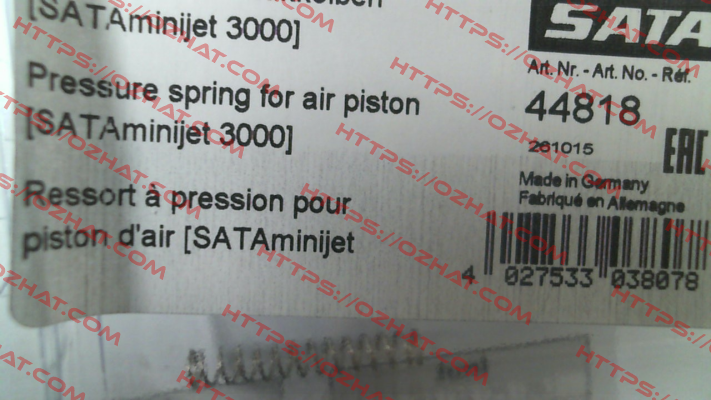 [SATAminijet 3000]
Pressure spring for air piston
[SATAminijet 3000]
Ressort à pression pour
piston d'air [SATAminijet
SATA
Art. Nr. - Art. No. - Réf.
44818
261015
EAC
Made in Germany
Fabriqué en Allemagne
4 027533 038078
HTTPS://OZHAT.COM